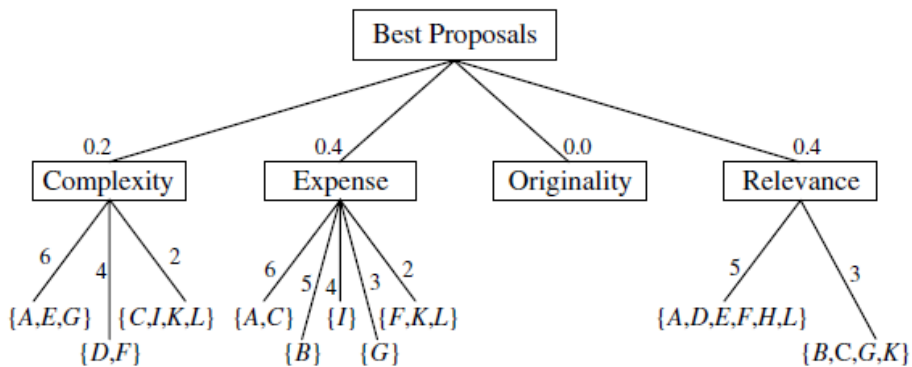 Best Proposals
0.2 0.4 0.0 0.4
Complexity Expense Originality Relevance
6 4 2 6 5 4 3 2 5 3
{A,E,G} {C,I,K,L} {A,C} {I} {F,K,L} {A,D,E,F,H,L}
{D,F} {B} {G} {B,C,G,K}